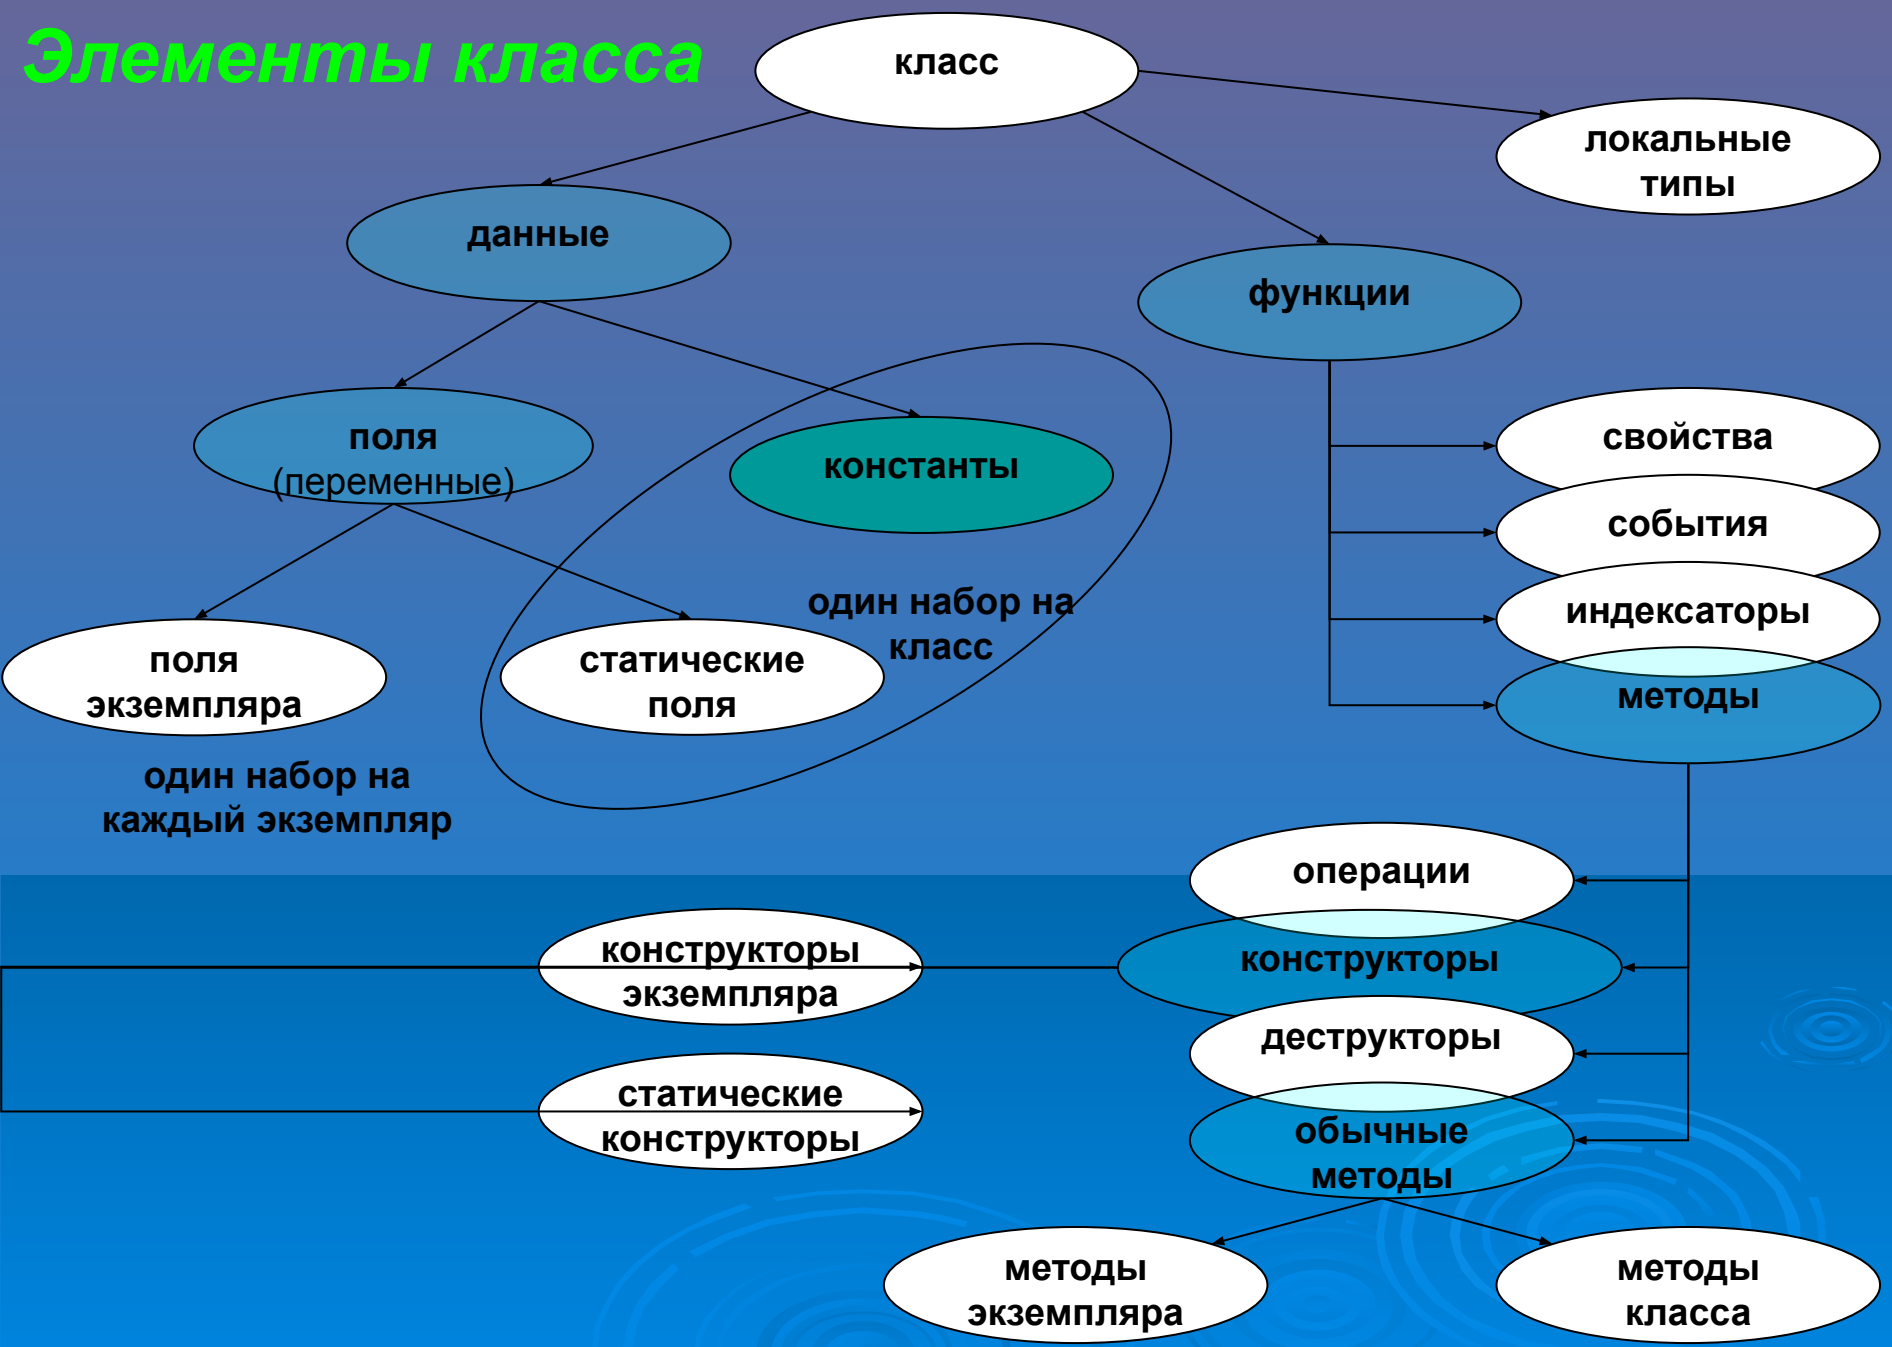 Элементы класса
класс
локальные
типы
данные
функции
поля
(переменные)
константы
свойства
события
индексаторы
методы
один набор на
класс
поля
экземпляра
статические
поля
один набор на
каждый экземпляр
операции
конструкторы
деструкторы
обычные
методы
конструкторы
экземпляра
статические
конструкторы
методы
экземпляра
методы
класса